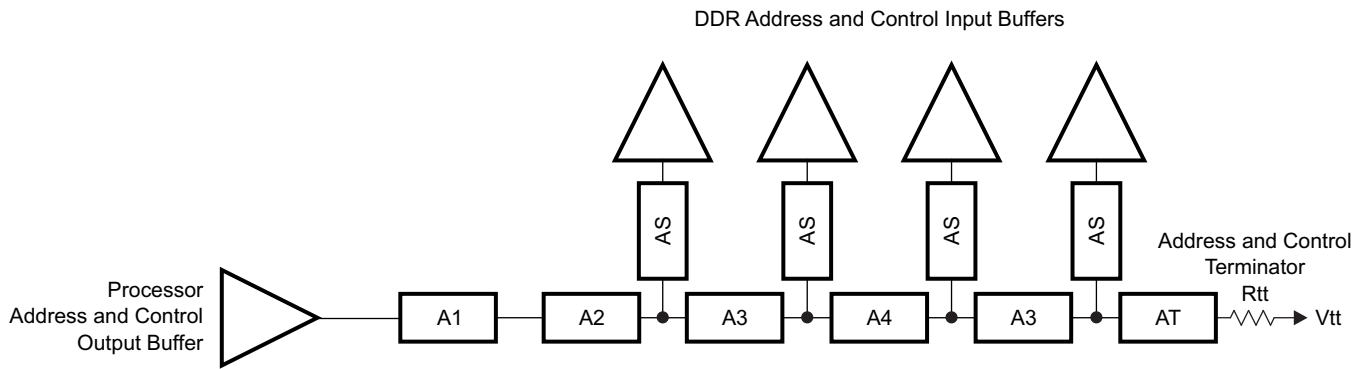 DDR Address and Control Input Buffers
AS
AS
AS
AS
Address and Control
Terminator
Rtt
Vtt
Processor
Address and Control
Output Buffer
A1
A2
A3
A4
A3
AT